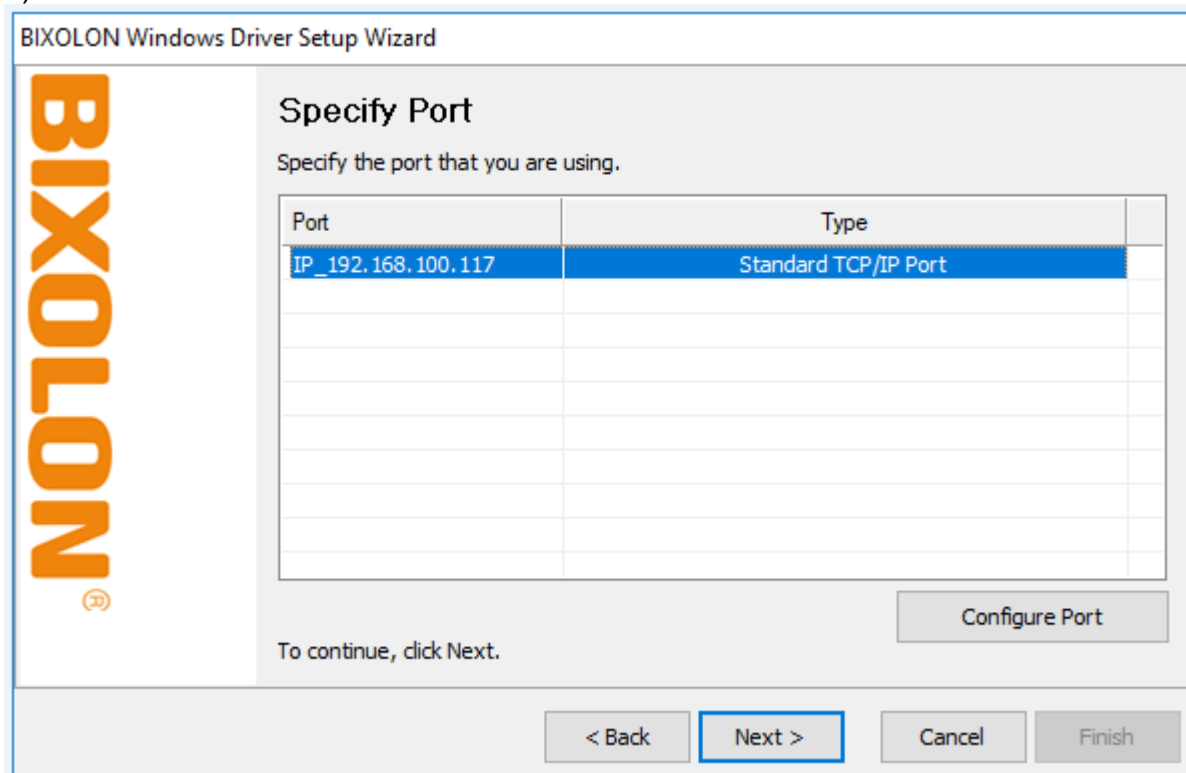 BIXOLON Windows Driver Setup Wizard
BIXOLON®
Specify Port
Specify the port that you are using.
Port Type
IP_192.168.100.117 Standard TCP/IP Port
Configure Port
To continue, click Next.
< Back Next > Cancel Finish